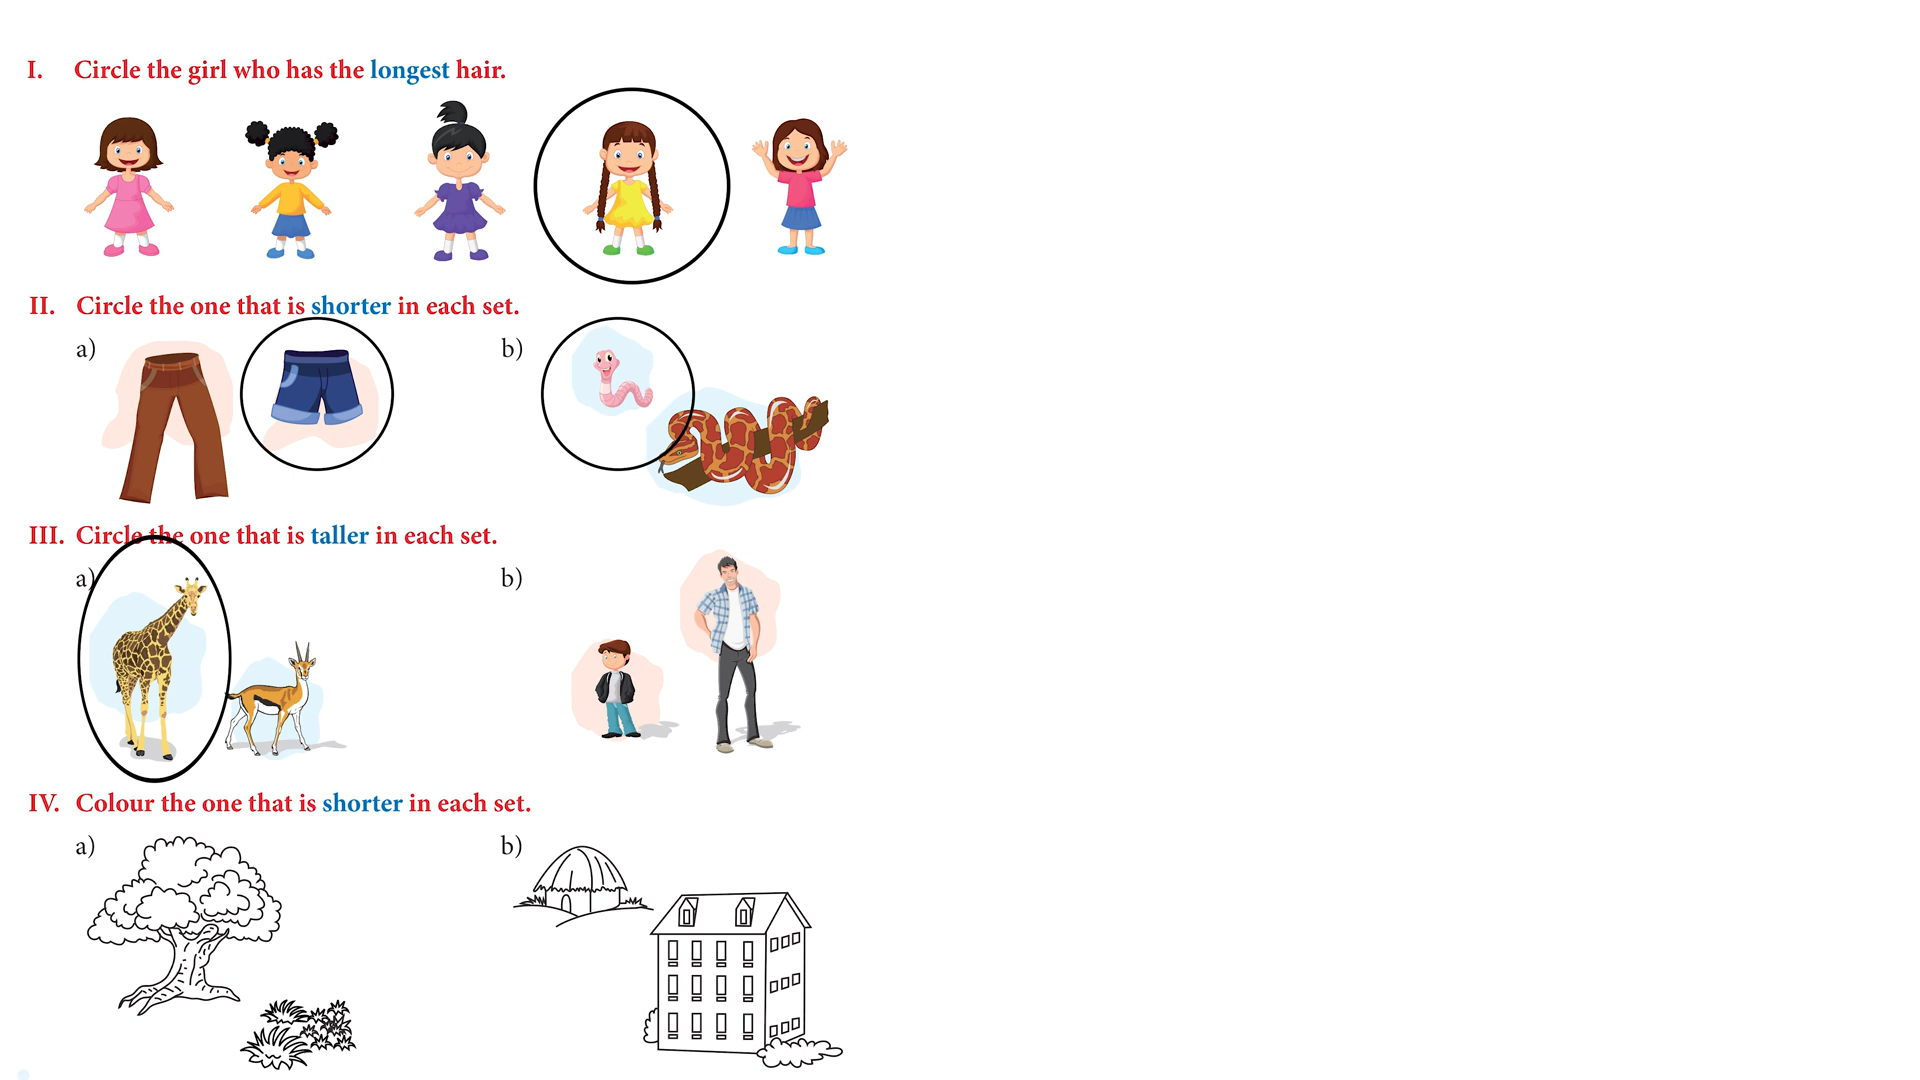 I. Circle the girl who has the longest hair.
II. Circle the one that is shorter in each set.
a) b)
III. Circle the one that is taller in each set.
a) b)
IV. Colour the one that is shorter in each set.
a) b)